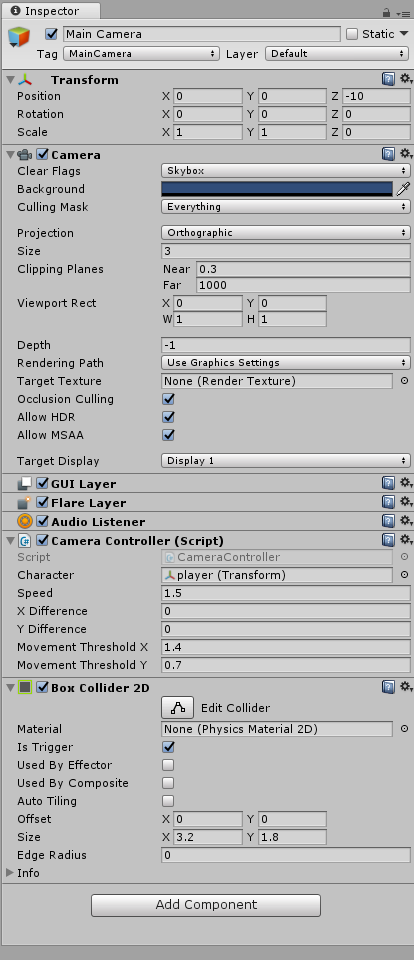 Inspector
Main Camera Static
Tag MainCamera Layer Default
Transform
Position X 0 Y 0 Z -10
Rotation X 0 Y 0 Z 0
Scale X 1 Y 1 Z 0
Camera
Clear Flags Skybox
Background
Culling Mask Everything
Projection Orthographic
Size 3
Clipping Planes Near 0.3
Far 1000
Viewport Rect X 0 Y 0
W 1 H 1
Depth -1
Rendering Path Use Graphics Settings
Target Texture None (Render Texture)
Occlusion Culling
Allow HDR
Allow MSAA
Target Display Display 1
GUI Layer
Flare Layer
Audio Listener
Camera Controller (Script)
Script CameraController
Character player (Transform)
Speed 1.5
X Difference 0
Y Difference 0
Movement Threshold X 1.4
Movement Threshold Y 0.7
Box Collider 2D
Edit Collider
Material None (Physics Material 2D)
Is Trigger
Used By Effector
Used By Composite
Auto Tiling
Offset X 0 Y 0
Size X 3.2 Y 1.8
Edge Radius 0
Info
Add Component